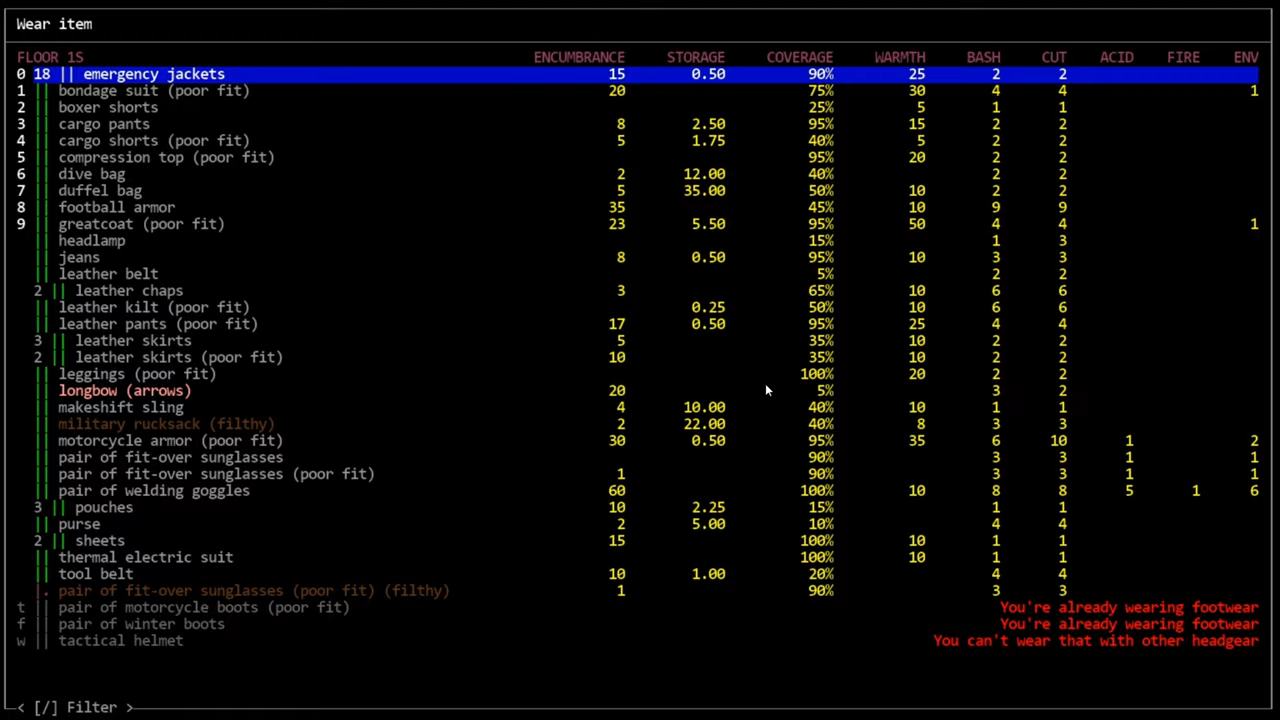 Wear item
FLOOR 1S ENCUMBRANCE STORAGE COVERAGE WARMTH BASH CUT ACID FIRE ENV
0 18 || emergency jackets 15 0.50 90% 25 2 2
1 || bondage suit (poor fit) 20 75% 30 4 4 1
2 || boxer shorts 25% 5 1 1
3 || cargo pants 8 2.50 95% 15 2 2
4 || cargo shorts (poor fit) 5 1.75 40% 5 2 2
5 || compression top (poor fit) 95% 20 2 2
6 || dive bag 2 12.00 40% 2 2
7 || duffel bag 5 35.00 50% 10 2 2
8 || football armor 35 45% 10 9 9
9 || greatcoat (poor fit) 23 5.50 95% 50 4 4 1
|| headlamp 15% 1 3
|| jeans 8 0.50 95% 10 3 3
|| leather belt 5% 2 2
2 || leather chaps 3 65% 10 6 6
|| leather kilt (poor fit) 0.25 50% 10 6 6
|| leather pants (poor fit) 17 0.50 95% 25 4 4
3 || leather skirts 5 35% 10 2 2
2 || leather skirts (poor fit) 10 35% 10 2 2
|| leggings (poor fit) 100% 20 2 2
|| longbow (arrows) 20 5% 3 2
|| makeshift sling 4 10.00 40% 10 1 1
|| military rucksack (filthy) 2 22.00 40% 8 3 3
|| motorcycle armor (poor fit) 30 0.50 95% 35 6 10 1 2
|| pair of fit-over sunglasses 90% 3 3 1 1
|| pair of fit-over sunglasses (poor fit) 1 90% 3 3 1 1
|| pair of welding goggles 60 100% 10 8 8 5 1 6
3 || pouches 10 2.25 15% 1 1
|| purse 2 5.00 10% 4 4
2 || sheets 15 100% 10 1 1
|| thermal electric suit 100% 10 1 1
|| tool belt 10 1.00 20% 4 4
|. pair of fit-over sunglasses (poor fit) (filthy) 1 90% 3 3
t || pair of motorcycle boots (poor fit) You're already wearing footwear
f || pair of winter boots You're already wearing footwear
w || tactical helmet You can't wear that with other headgear
< [/] Filter >